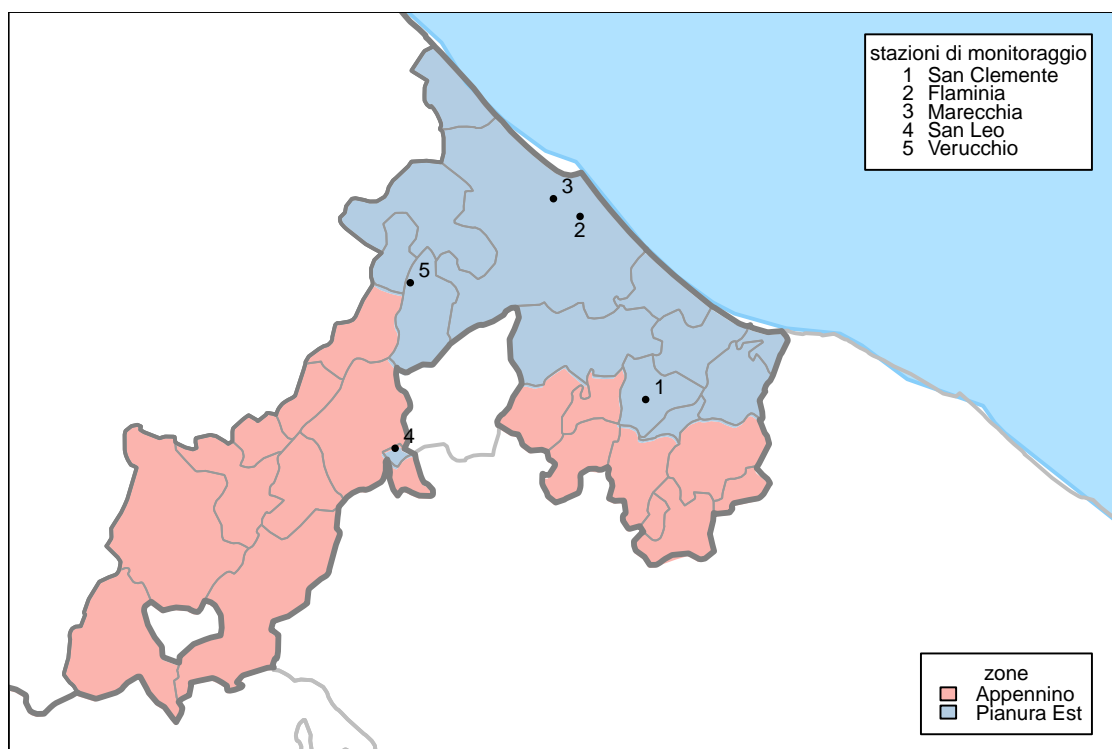 stazioni di monitoraggio
1 San Clemente
2 Flaminia
3 Marecchia
4 San Leo
5 Verucchio
3
2
5
1
4
zone
Appennino
Pianura Est